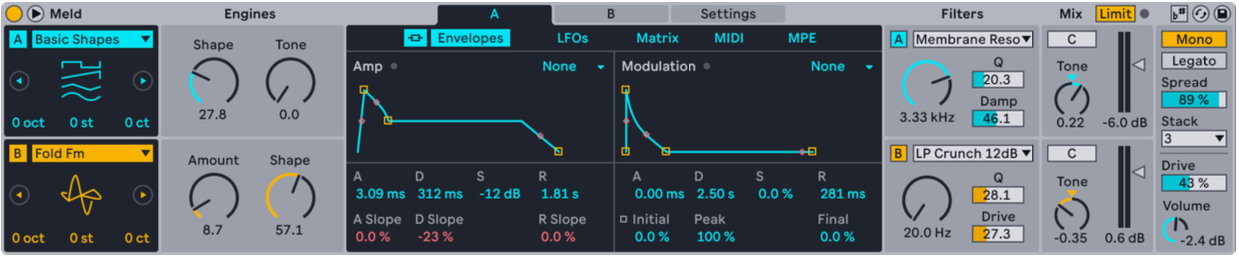 Meld Engines A B Settings Filters Mix Limit b#
A Basic Shapes Shape Tone Envelopes LFOs Matrix MIDI MPE A Membrane Reso C Mono
Legato
Amp None Modulation None Q Tone Spread
20.3 89 %
Damp
0 oct 0 st 0 ct 27.8 0.0 3.33 kHz 46.1 0.22 -6.0 dB Stack
3
B Fold Fm Amount Shape B LP Crunch 12dB C
A D S R A D S R Q Tone Drive
3.09 ms 312 ms -12 dB 1.81 s 0.00 ms 2.50 s 0.0 % 281 ms 28.1 43 %
A Slope D Slope R Slope Initial Peak Final Drive Volume
0 oct 0 st 0 ct 8.7 57.1 0.0 % -23 % 0.0 % 0.0 % 100 % 0.0 % 20.0 Hz 27.3 -0.35 0.6 dB -2.4 dB